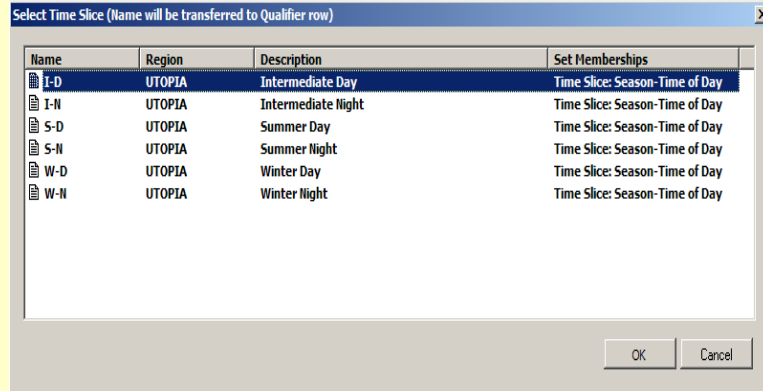 Select Time Slice (Name will be transferred to Qualifier row)
Name Region Description Set Memberships
I-D UTOPIA Intermediate Day Time Slice: Season-Time of Day
I-N UTOPIA Intermediate Night Time Slice: Season-Time of Day
S-D UTOPIA Summer Day Time Slice: Season-Time of Day
S-N UTOPIA Summer Night Time Slice: Season-Time of Day
W-D UTOPIA Winter Day Time Slice: Season-Time of Day
W-N UTOPIA Winter Night Time Slice: Season-Time of Day
OK Cancel